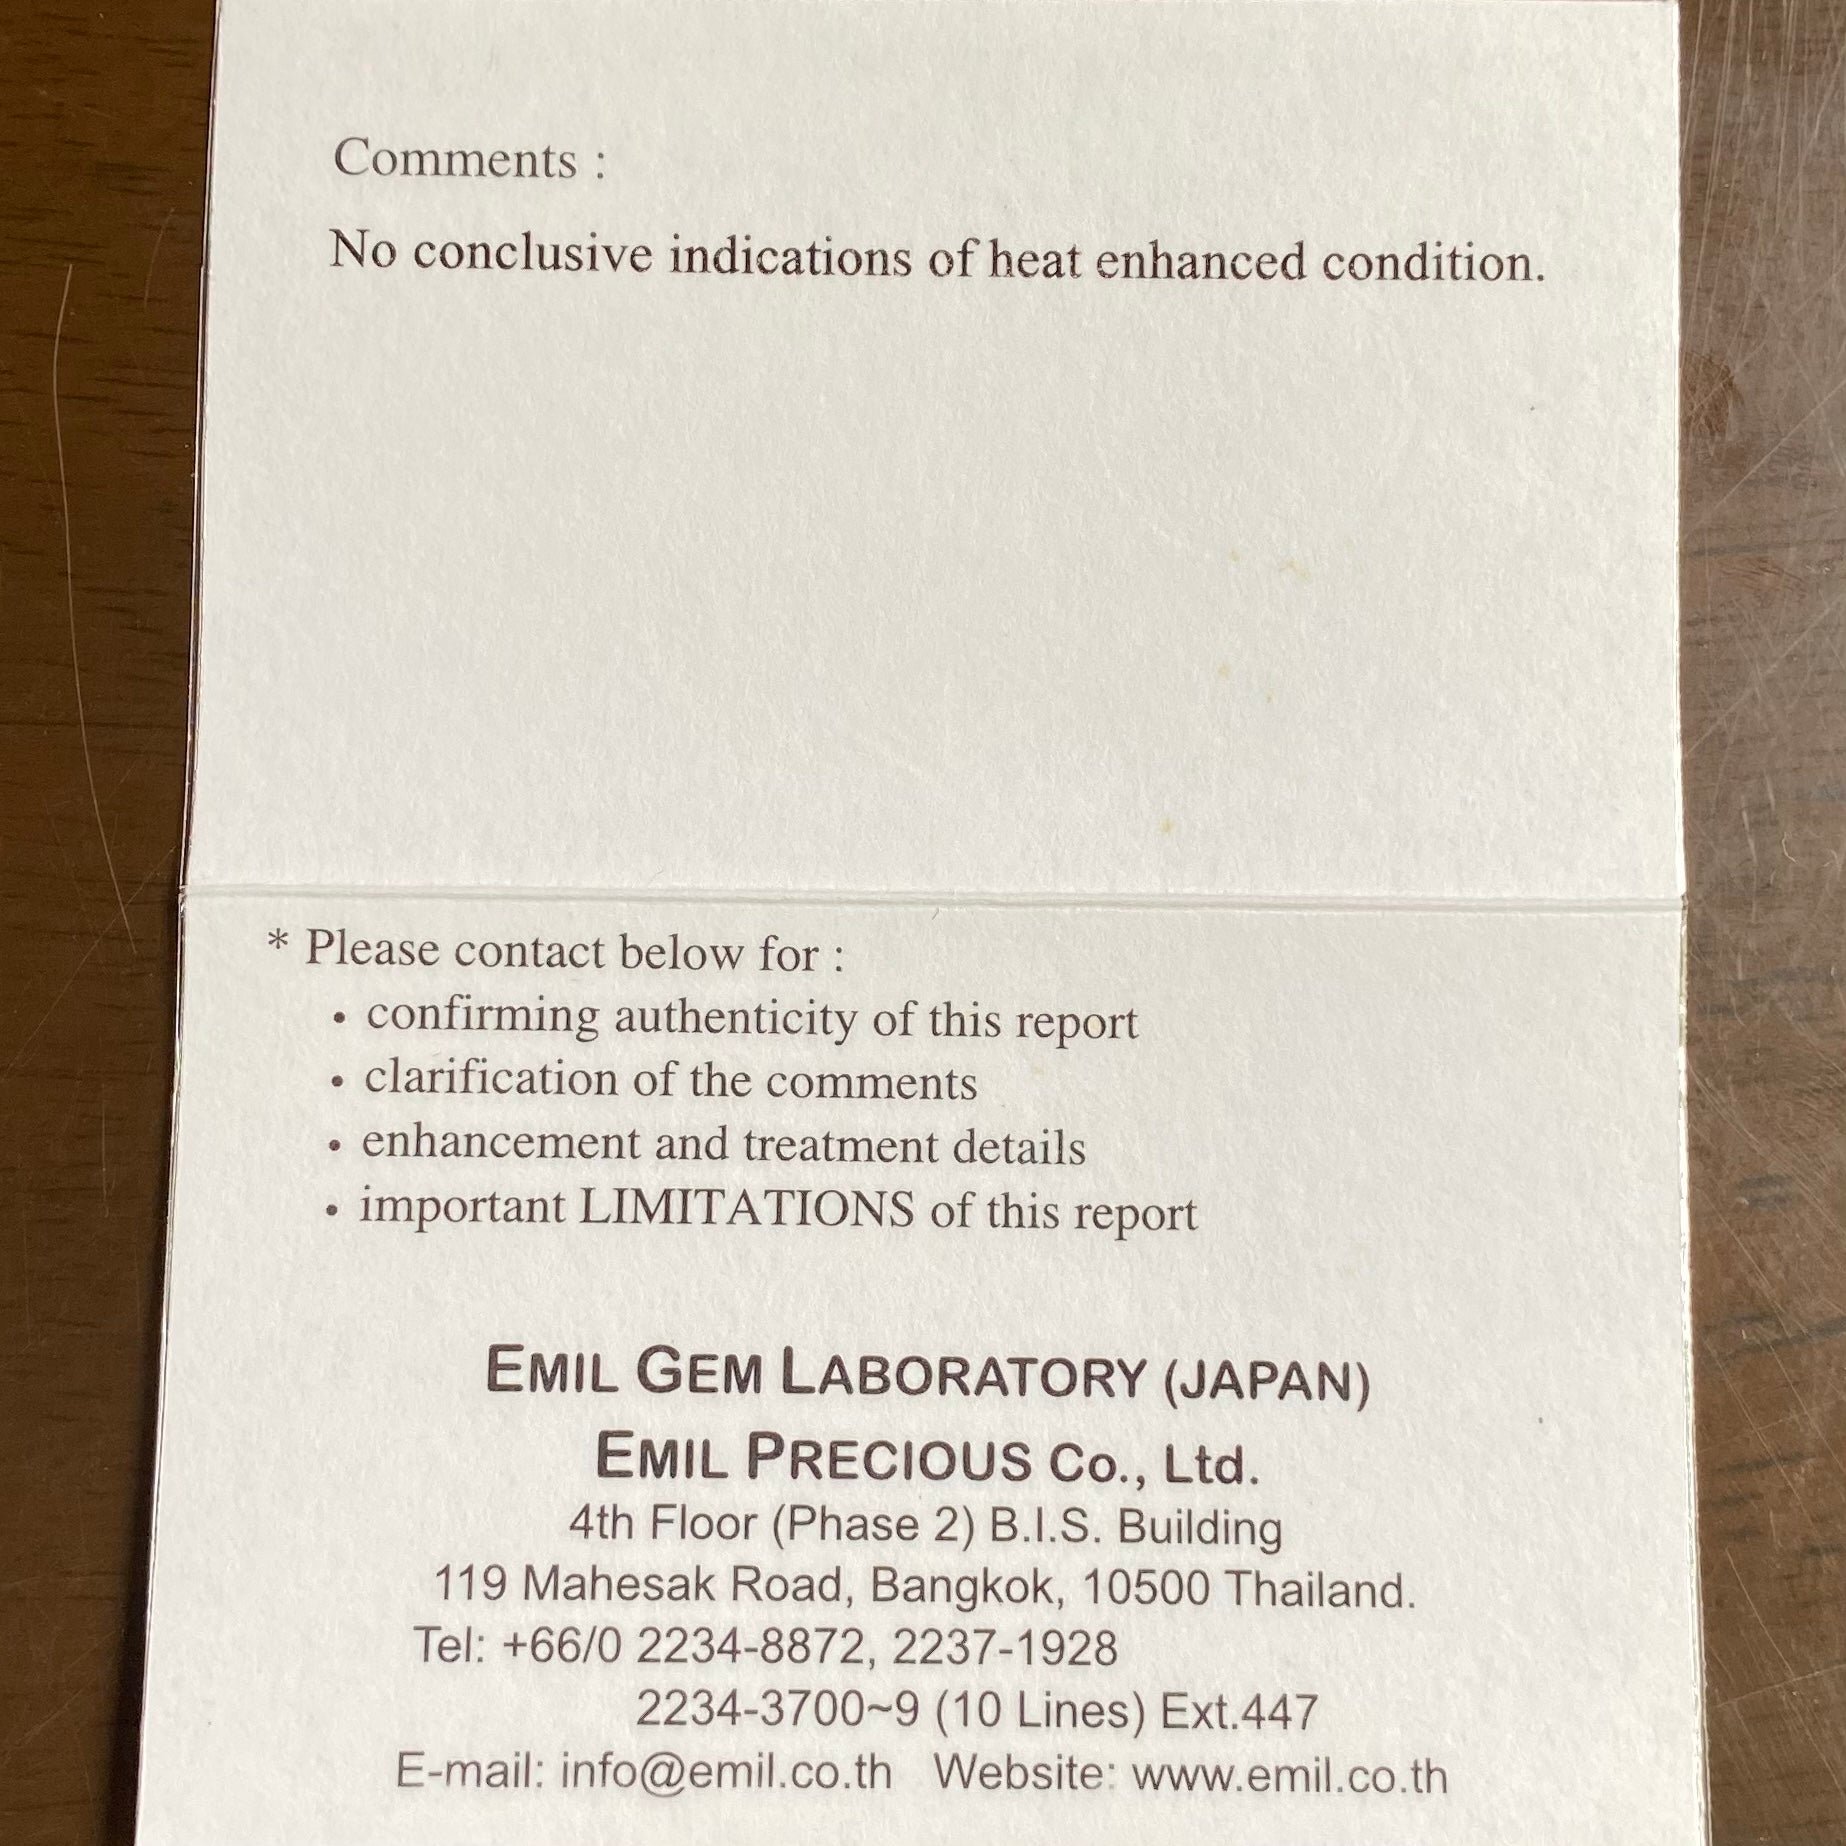 Comments :
No conclusive indications of heat enhanced condition.
* Please contact below for :
• confirming authenticity of this report
• clarification of the comments
• enhancement and treatment details
• important LIMITATIONS of this report
EMIL GEM LABORATORY (JAPAN)
EMIL PRECIOUS Co., Ltd.
4th Floor (Phase 2) B.I.S. Building
119 Mahesak Road, Bangkok, 10500 Thailand.
Tel: +66/0 2234-8872, 2237-1928
2234-3700~9 (10 Lines) Ext.447
E-mail: info@emil.co.th Website: www.emil.co.th